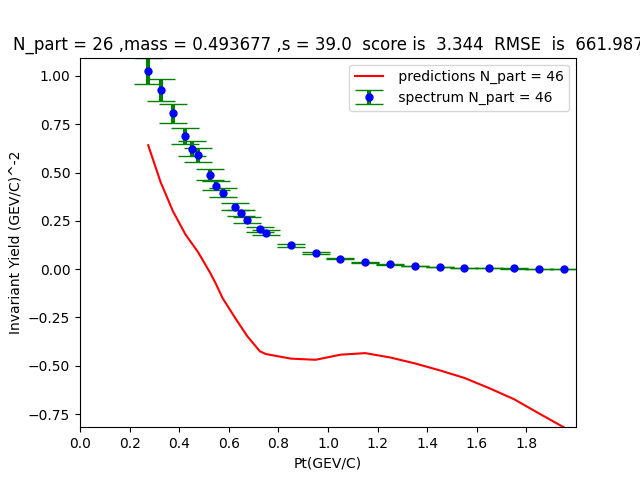 N_part = 26 ,mass = 0.493677 ,s = 39.0  score is  3.344  RMSE  is  661.987
predictions N_part = 46
spectrum N_part = 46
Invariant Yield (GEV/C)^-2
1.00
0.75
0.50
0.25
0.00
−0.25
−0.50
−0.75
0.0 0.2 0.4 0.6 0.8 1.0 1.2 1.4 1.6 1.8
Pt(GEV/C)